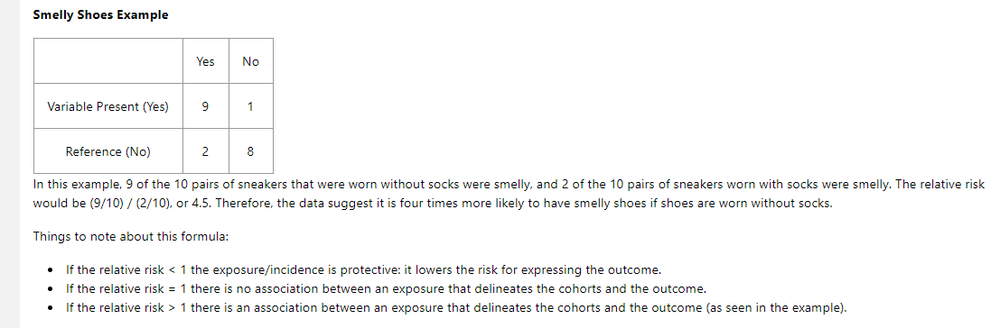 Smelly Shoes Example
Yes No
Variable Present (Yes) 9 1
Reference (No) 2 8
In this example, 9 of the 10 pairs of sneakers that were worn without socks were smelly, and 2 of the 10 pairs of sneakers worn with socks were smelly. The relative risk
would be (9/10) / (2/10), or 4.5. Therefore, the data suggest it is four times more likely to have smelly shoes if shoes are worn without socks.
Things to note about this formula:
• If the relative risk < 1 the exposure/incidence is protective: it lowers the risk for expressing the outcome.
• If the relative risk = 1 there is no association between an exposure that delineates the cohorts and the outcome.
• If the relative risk > 1 there is an association between an exposure that delineates the cohorts and the outcome (as seen in the example).